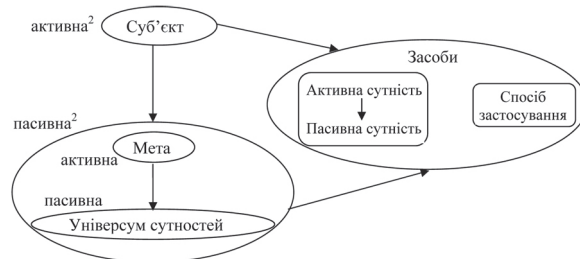 активна²
Суб’єкт
Засоби
Активна сутність
Пасивна сутність
Спосіб
застосування
пасивна²
активна
Мета
пасивна
Універсум сутностей